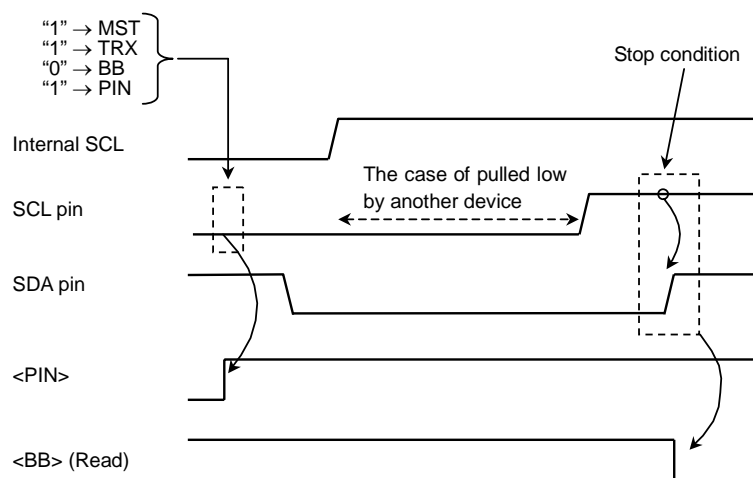 “1” → MST
“1” → TRX
“0” → BB
“1” → PIN
Stop condition
Internal SCL
The case of pulled low
by another device
SCL pin
SDA pin
<PIN>
<BB> (Read)